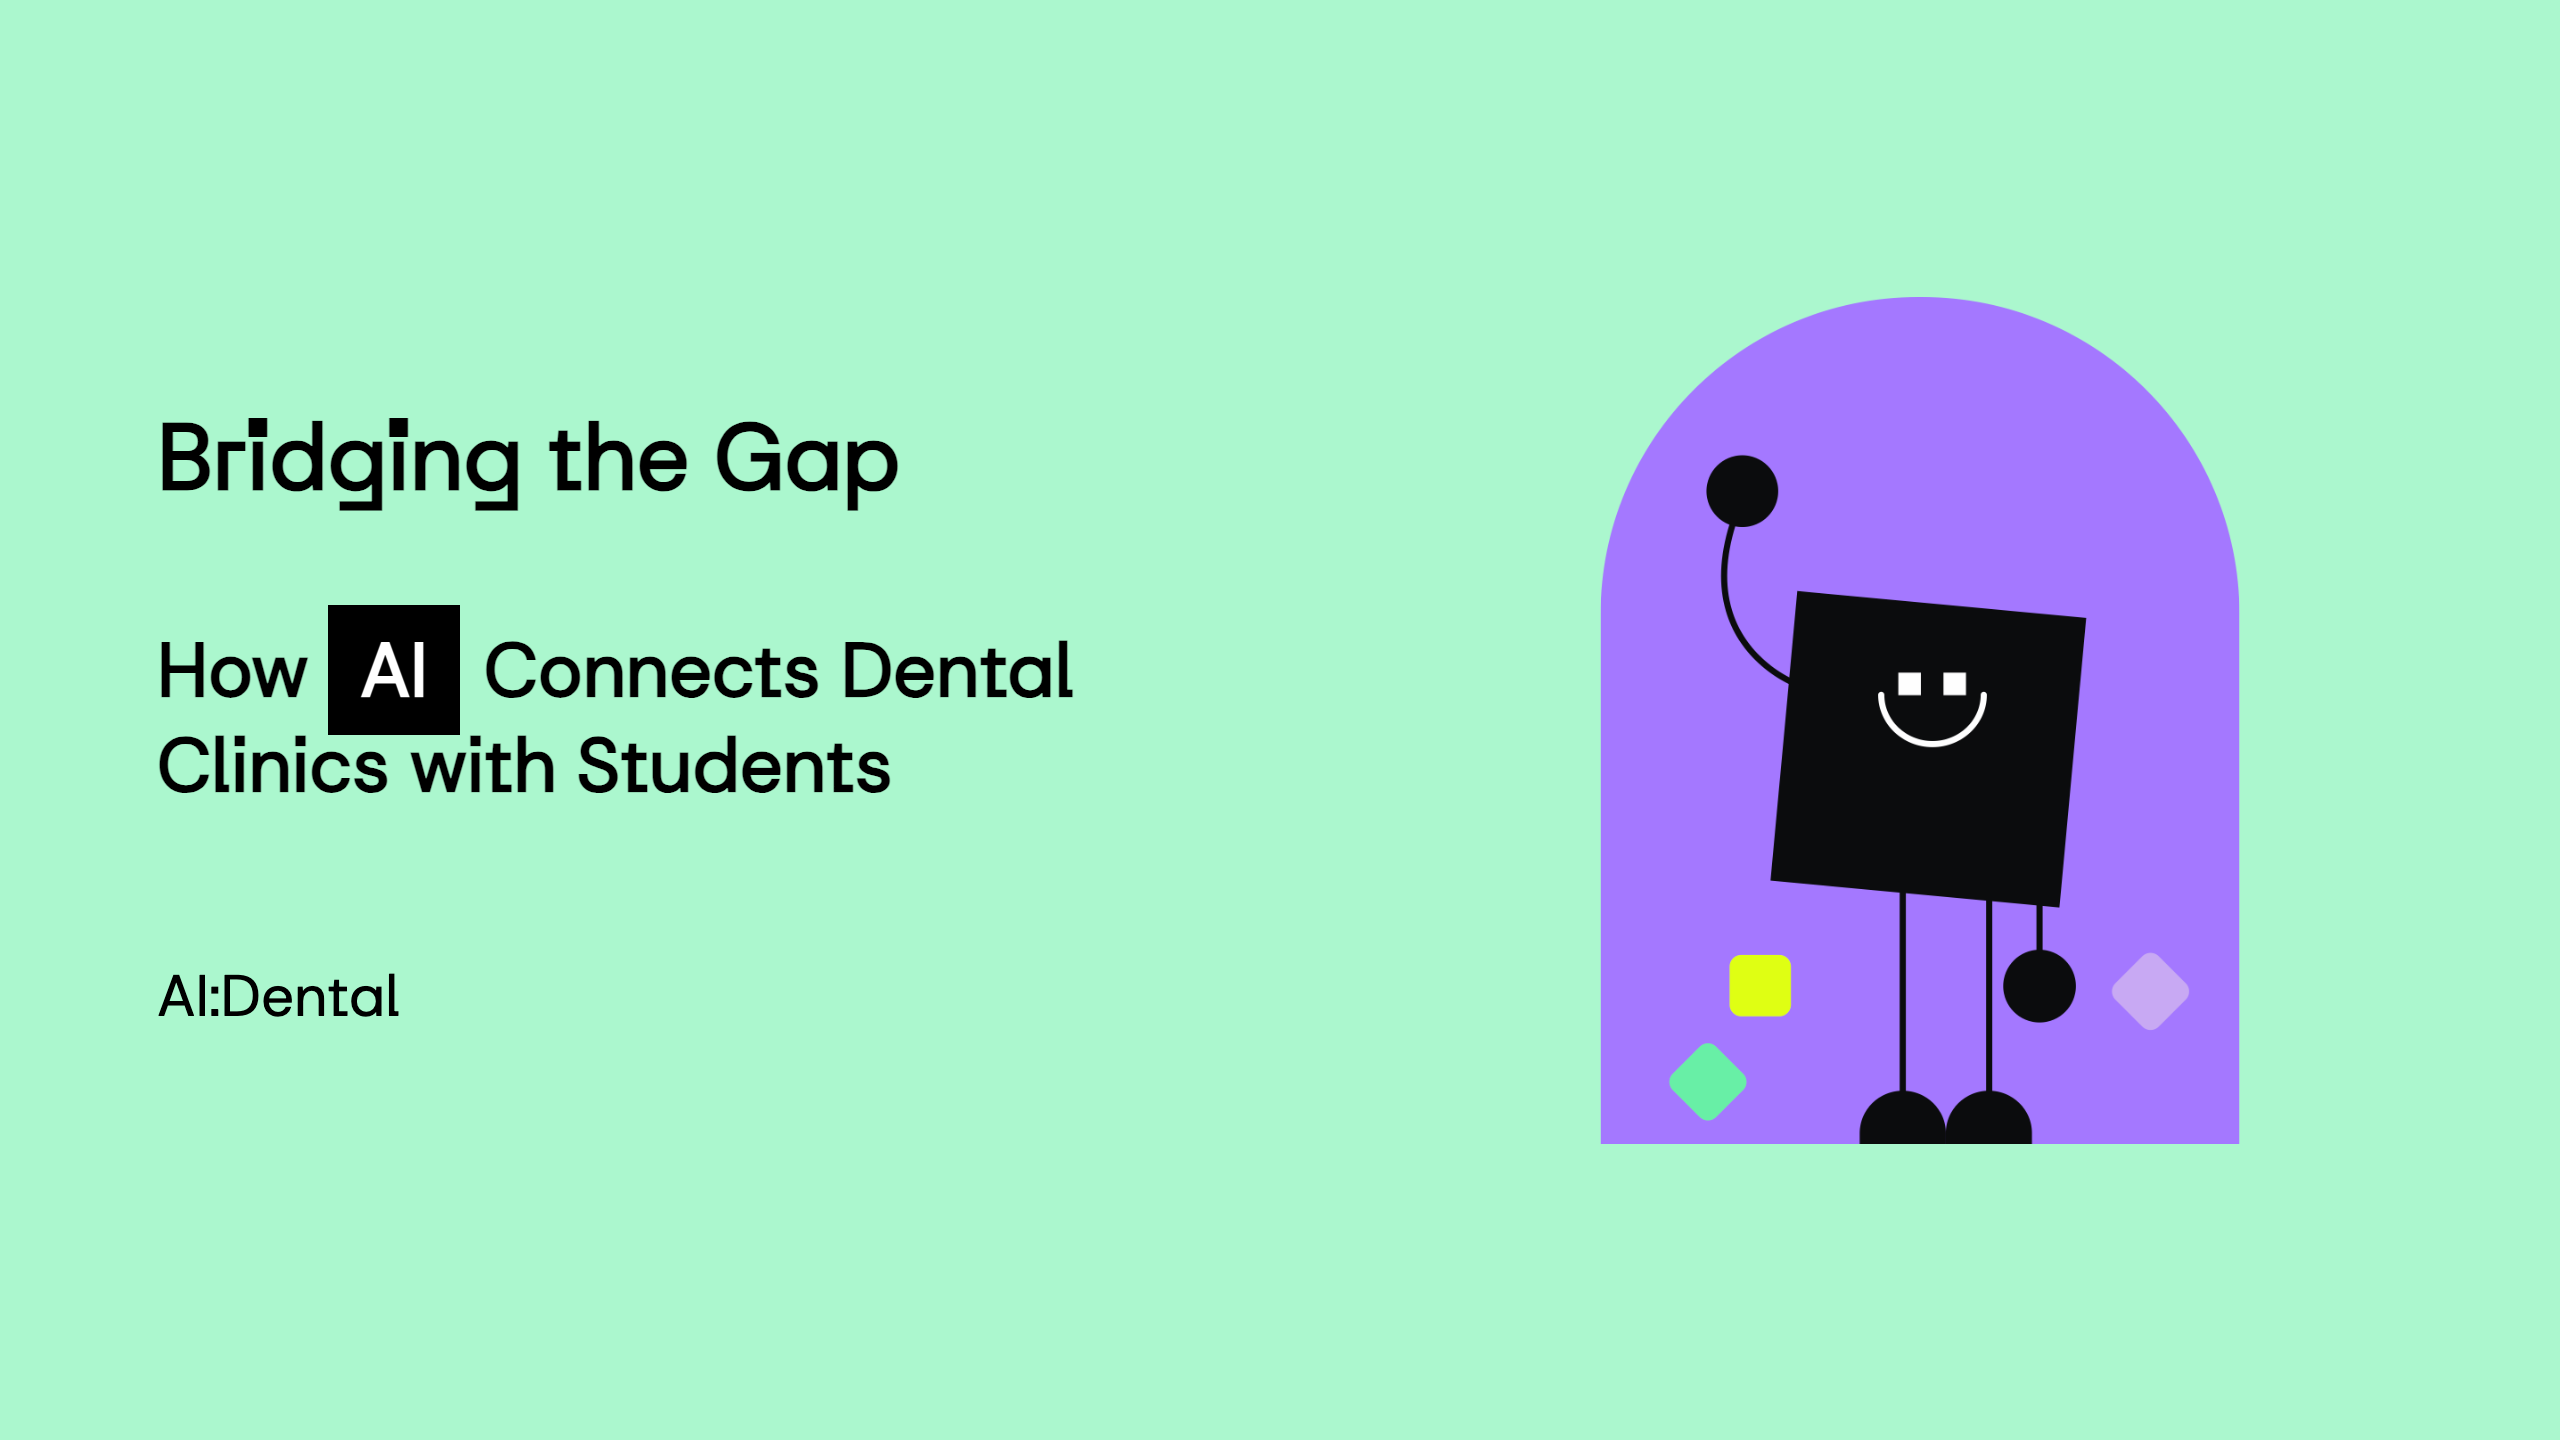 Bridging the Gap
How AI Connects Dental
Clinics with Students
AI:Dental